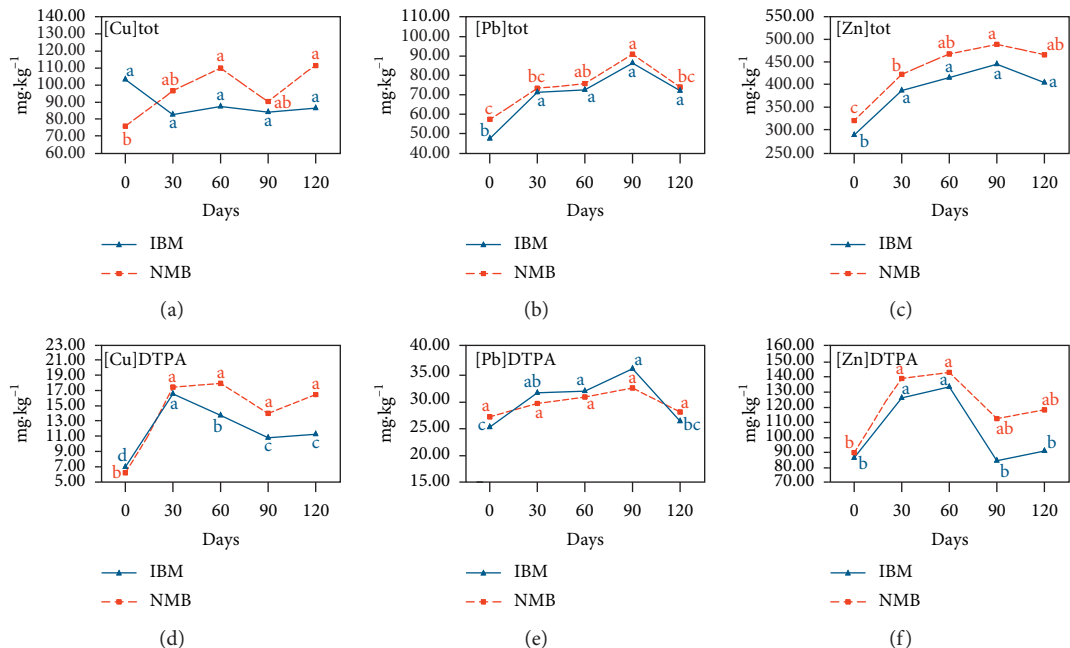 [Cu]tot
140.00
130.00
120.00
110.00
100.00
90.00
80.00
70.00
60.00
mg·kg⁻¹
a
a
a
ab
ab
b
a
a
a
a
0 30 60 90 120
Days
IBM
NMB
(a)
[Pb]tot
110.00
100.00
90.00
80.00
70.00
60.00
50.00
40.00
mg·kg⁻¹
a
bc
ab
bc
c
b
a
a
a
a
0 30 60 90 120
Days
IBM
NMB
(b)
[Zn]tot
550.00
500.00
450.00
400.00
350.00
300.00
250.00
mg·kg⁻¹
a
ab
ab
b
c
a
a
a
a
b
0 30 60 90 120
Days
IBM
NMB
(c)
[Cu]DTPA
23.00
21.00
19.00
17.00
15.00
13.00
11.00
9.00
7.00
5.00
mg·kg⁻¹
a
a
a
a
a
b
c
c
d
b
0 30 60 90 120
Days
IBM
NMB
(d)
[Pb]DTPA
40.00
35.00
30.00
25.00
20.00
15.00
mg·kg⁻¹
a
ab
a
a
a
a
a
a
c
bc
0 30 60 90 120
Days
IBM
NMB
(e)
[Zn]DTPA
160.00
150.00
140.00
130.00
120.00
110.00
100.00
90.00
80.00
70.00
mg·kg⁻¹
a
a
a
a
ab
ab
b
b
b
b
0 30 60 90 120
Days
IBM
NMB
(f)